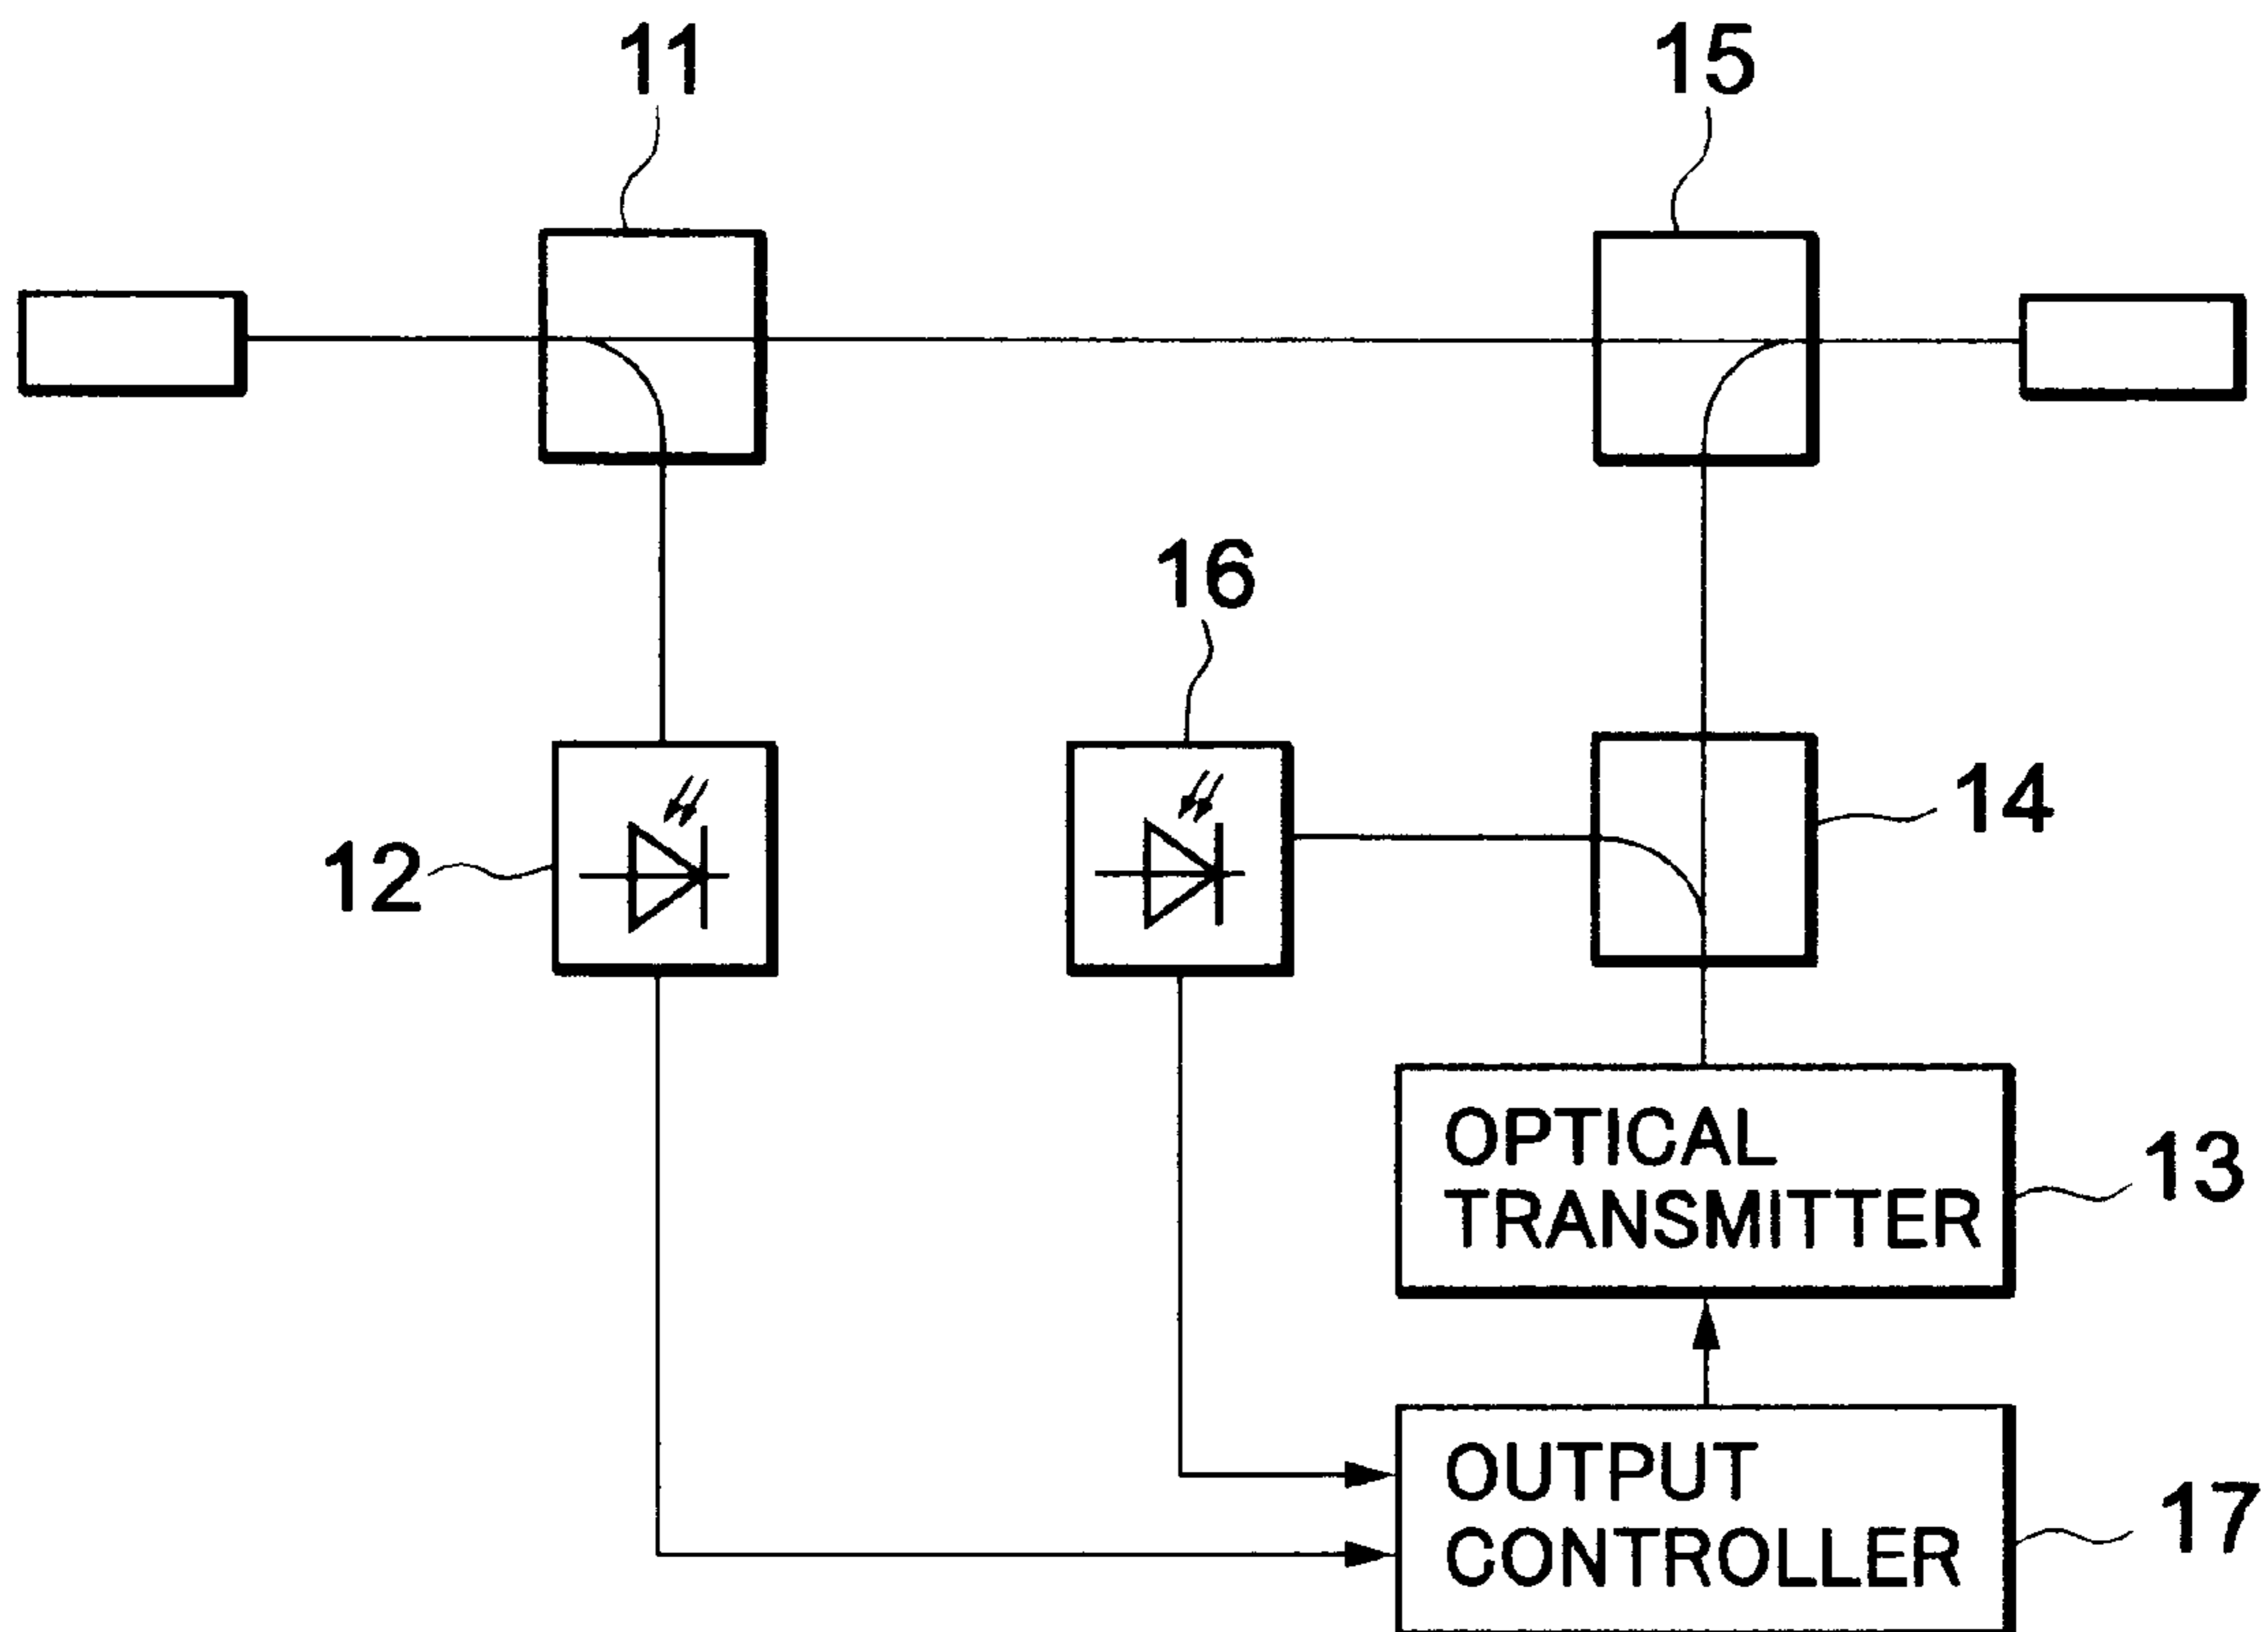 11
15
16
12
14
OPTICAL
TRANSMITTER
13
OUTPUT
CONTROLLER
17